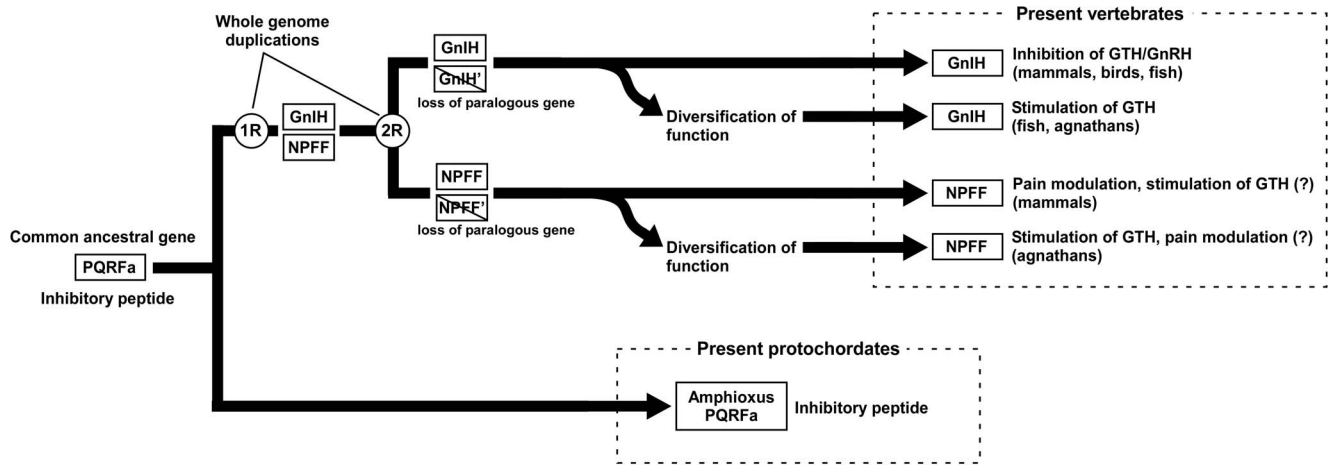 Whole genome
duplications
1R
GnIH
NPFF
2R
GnIH
GnIH'
loss of paralogous gene
Diversification of
function
NPFF
NPFF'
loss of paralogous gene
Diversification of
function
Common ancestral gene
PQRFa
Inhibitory peptide
Present vertebrates
GnIH
Inhibition of GTH/GnRH
(mammals, birds, fish)
GnIH
Stimulation of GTH
(fish, agnathans)
NPFF
Pain modulation, stimulation of GTH (?)
(mammals)
NPFF
Stimulation of GTH, pain modulation (?)
(agnathans)
Present protochordates
Amphioxus
PQRFa
Inhibitory peptide